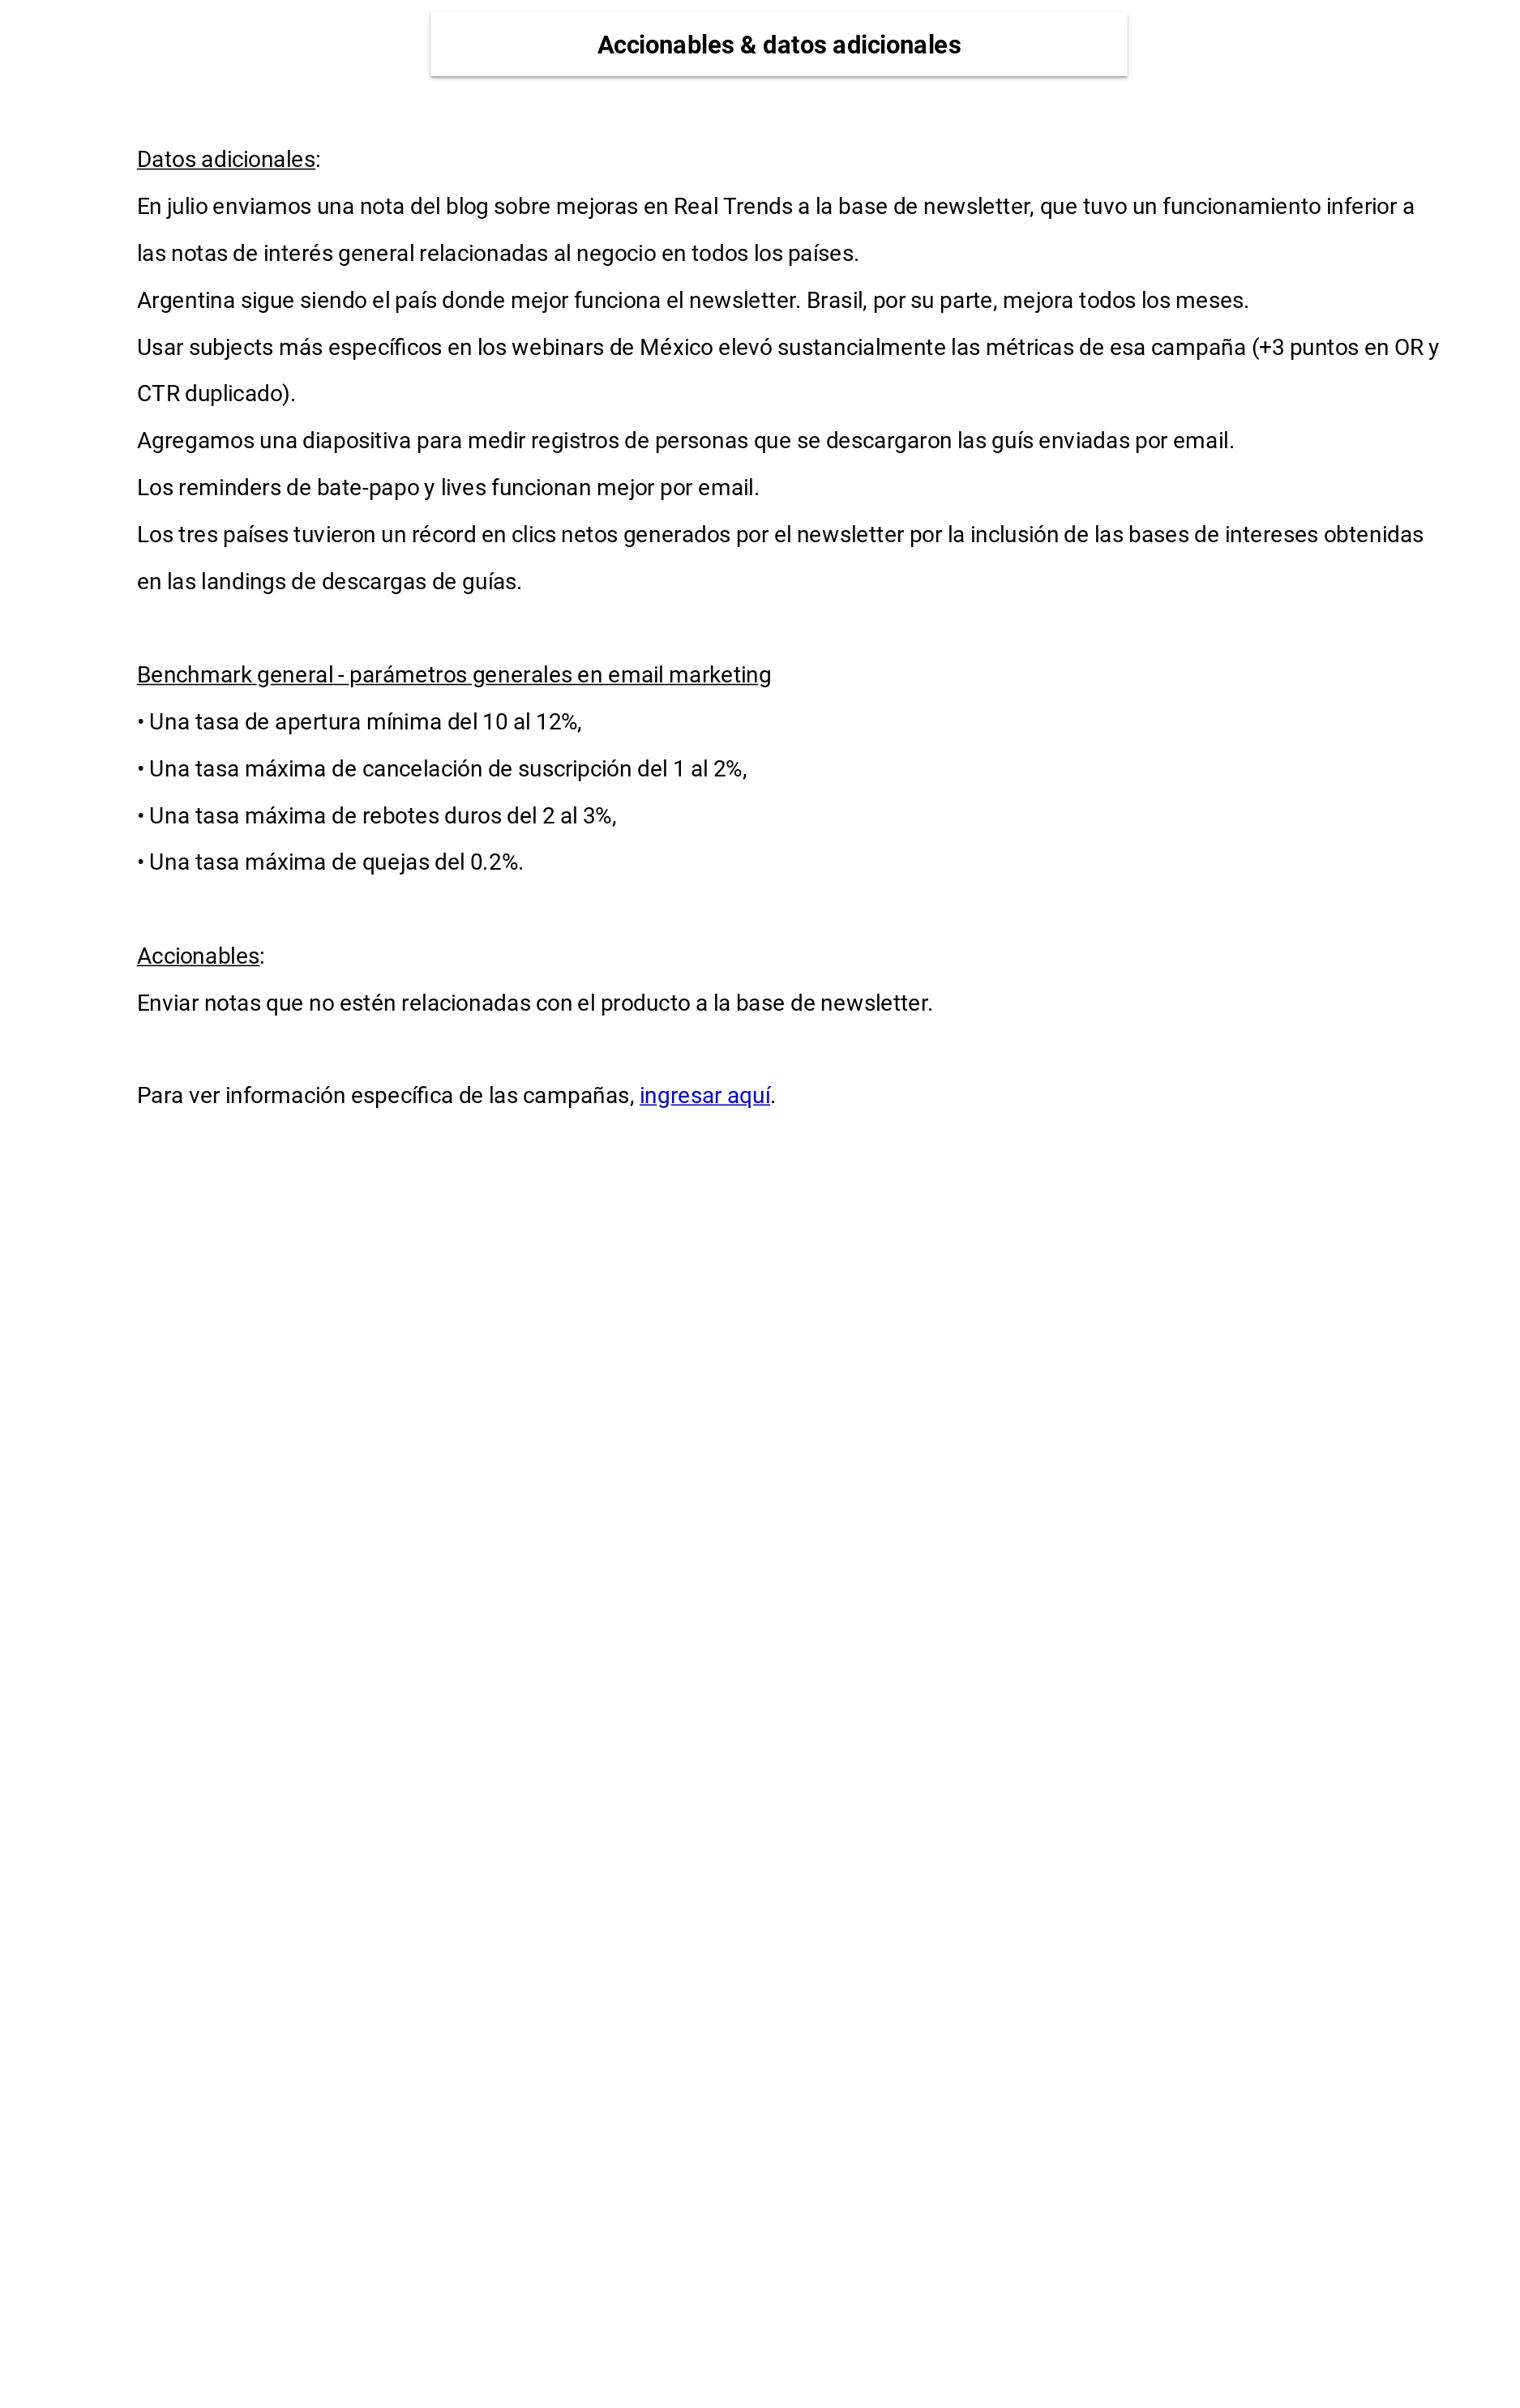 Accionables & datos adicionales
Datos adicionales:
En julio enviamos una nota del blog sobre mejoras en Real Trends a la base de newsletter, que tuvo un funcionamiento inferior a
las notas de interés general relacionadas al negocio en todos los países.
Argentina sigue siendo el país donde mejor funciona el newsletter. Brasil, por su parte, mejora todos los meses.
Usar subjects más específicos en los webinars de México elevó sustancialmente las métricas de esa campaña (+3 puntos en OR y
CTR duplicado).
Agregamos una diapositiva para medir registros de personas que se descargaron las guís enviadas por email.
Los reminders de bate-papo y lives funcionan mejor por email.
Los tres países tuvieron un récord en clics netos generados por el newsletter por la inclusión de las bases de intereses obtenidas
en las landings de descargas de guías.
Benchmark general - parámetros generales en email marketing
• Una tasa de apertura mínima del 10 al 12%,
• Una tasa máxima de cancelación de suscripción del 1 al 2%,
• Una tasa máxima de rebotes duros del 2 al 3%,
• Una tasa máxima de quejas del 0.2%.
Accionables:
Enviar notas que no estén relacionadas con el producto a la base de newsletter.
Para ver información específica de las campañas, ingresar aquí.